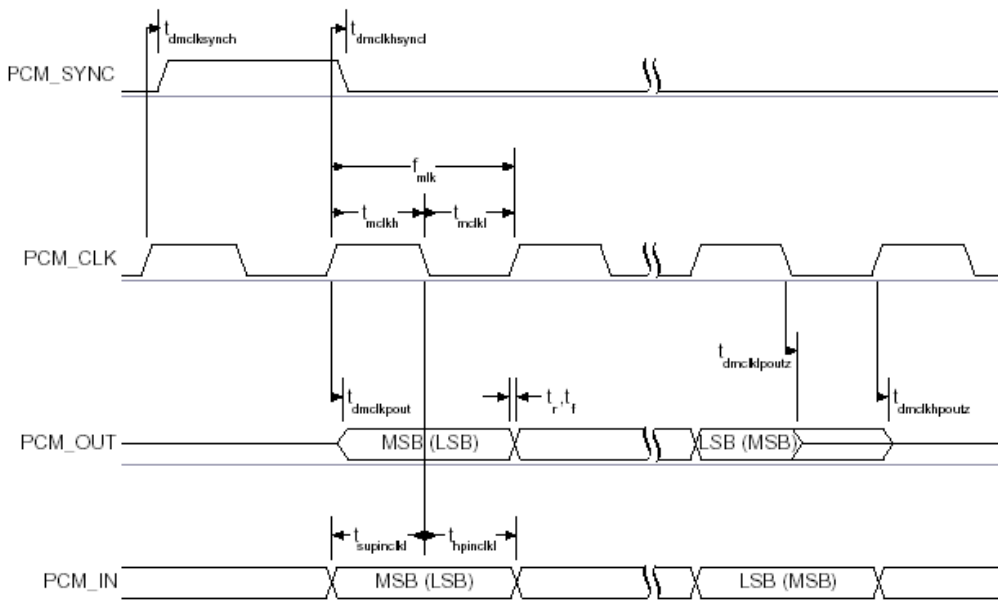 t_dmclksynch
t_dmclkhsyncl
PCM_SYNC
f_mlk
t_mclkh
t_mclkl
PCM_CLK
t_dmclklpoutz
t_dmclkpout
t_r,t_f
t_dmclkhpoutz
PCM_OUT
MSB (LSB)
LSB (MSB)
t_supinclkl
t_hpinclkl
PCM_IN
MSB (LSB)
LSB (MSB)